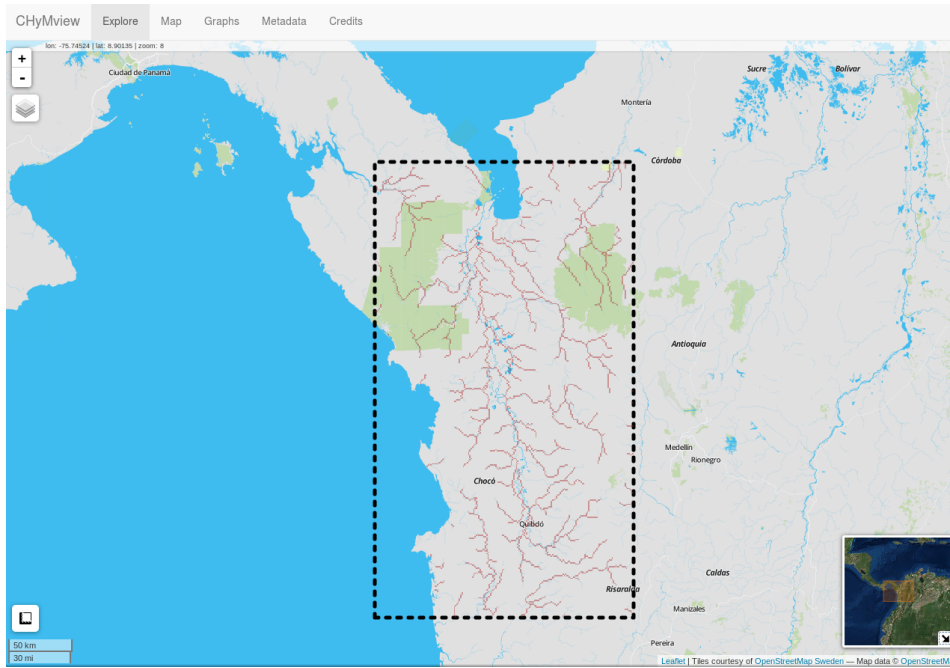 CHyMview Explore Map Graphs Metadata Credits
lon: -75.74524 | lat: 8.90135 | zoom: 8
+
-
Ciudad de Panamá
Sucre
Bolívar
Montería
Córdoba
Antioquia
Medellín
Rionegro
Chocó
Quibdó
Caldas
Risaralda
Manizales
Pereira
50 km
30 mi
Leaflet | Tiles courtesy of OpenStreetMap Sweden — Map data © OpenStreetM